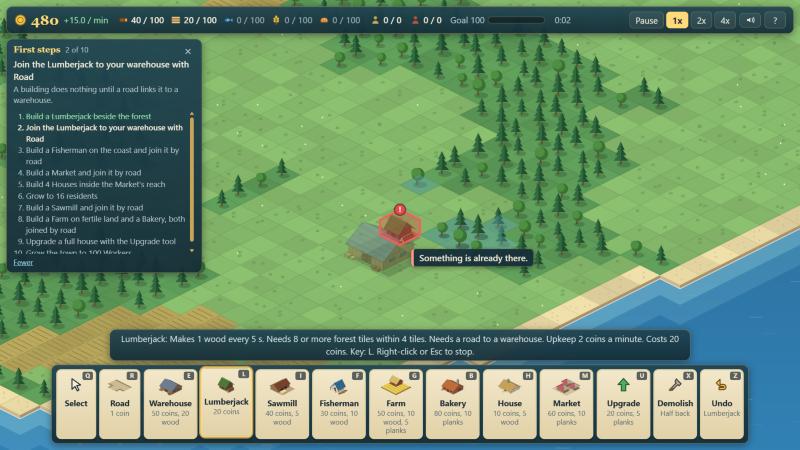 480 +15.0 / min 40 / 100 20 / 100 0 / 100 0 / 100 0 / 100 0 / 0 0 / 0 Goal 100 0:02 Pause 1x 2x 4x ?
First steps 2 of 10 ×
Join the Lumberjack to your warehouse with
Road
A building does nothing until a road links it to a
warehouse.
1. Build a Lumberjack beside the forest
2. Join the Lumberjack to your warehouse with
Road
3. Build a Fisherman on the coast and join it by
road
4. Build a Market and join it by road
5. Build 4 Houses inside the Market's reach
6. Grow to 16 residents
7. Build a Sawmill and join it by road
8. Build a Farm on fertile land and a Bakery, both
joined by road
9. Upgrade a full house with the Upgrade tool
10. Grow the town to 100 Workers
Fewer
!
Something is already there.
Lumberjack: Makes 1 wood every 5 s. Needs 8 or more forest tiles within 4 tiles. Needs a road to a warehouse. Upkeep 2 coins a minute. Costs 20
coins. Key: L. Right-click or Esc to stop.
Q R E L I F G B H M U X Z
Select Road Warehouse Lumberjack Sawmill Fisherman Farm Bakery House Market Upgrade Demolish Undo
1 coin 50 coins, 20 wood 20 coins 40 coins, 5 wood 30 coins, 10 wood 50 coins, 10 wood, 5 planks 80 coins, 10 planks 10 coins, 5 wood 60 coins, 10 planks 20 coins, 5 planks Half back Lumberjack